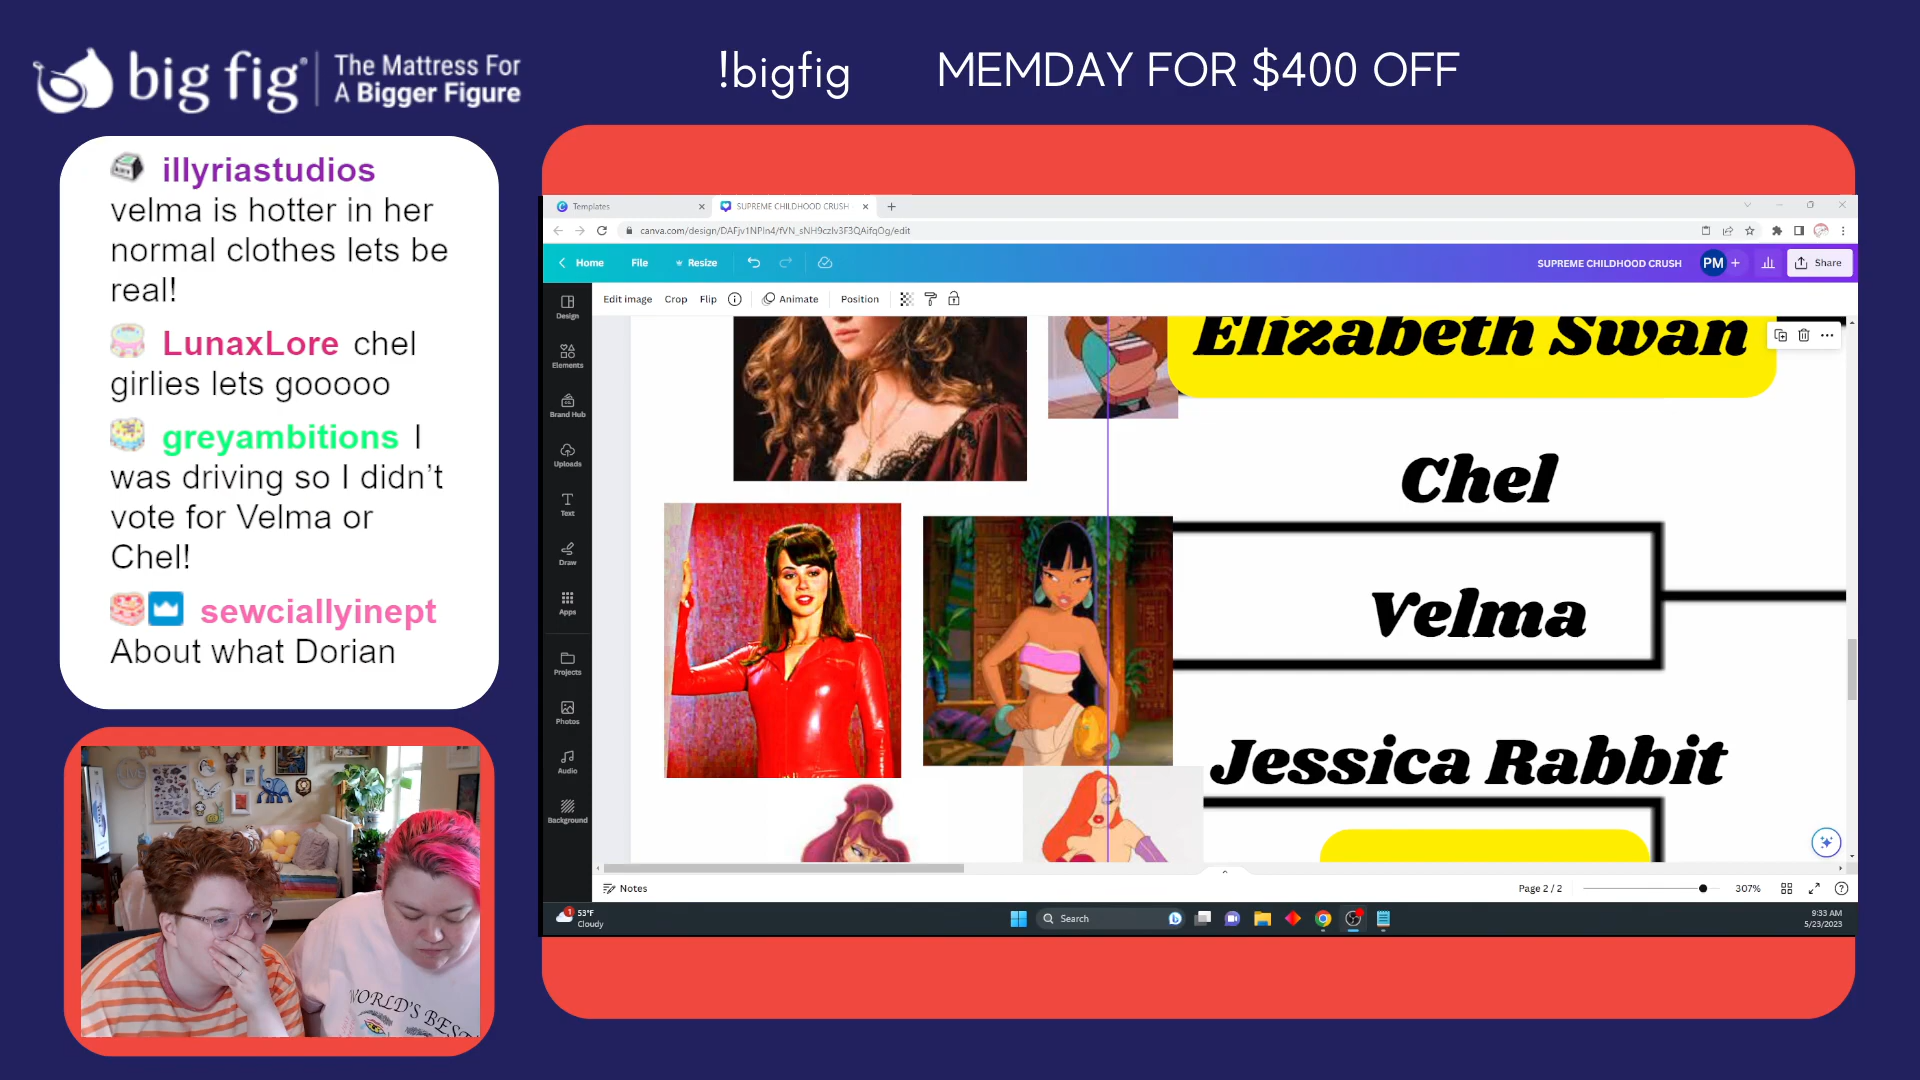 big fig® | The Mattress For
A Bigger Figure
!bigfig
MEMDAY FOR $400 OFF
illyriastudios
velma is hotter in her
normal clothes lets be
real!
LunaxLore chel
girlies lets gooooo
greyambitions I
was driving so I didn't
vote for Velma or
Chel!
sewciallyinept
About what Dorian
WORLD'S BEST
Templates
SUPREME CHILDHOOD CRUSH
Home
File
Resize
SUPREME CHILDHOOD CRUSH
PM
Share
Edit image
Crop
Flip
Animate
Position
Design
Elements
Brand Hub
Uploads
Text
Draw
Apps
Projects
Photos
Audio
Background
Elizabeth Swan
Chel
Velma
Jessica Rabbit
Notes
Page 2 / 2
307%
1
53°F
Cloudy
Search
9:33 AM
5/23/2023